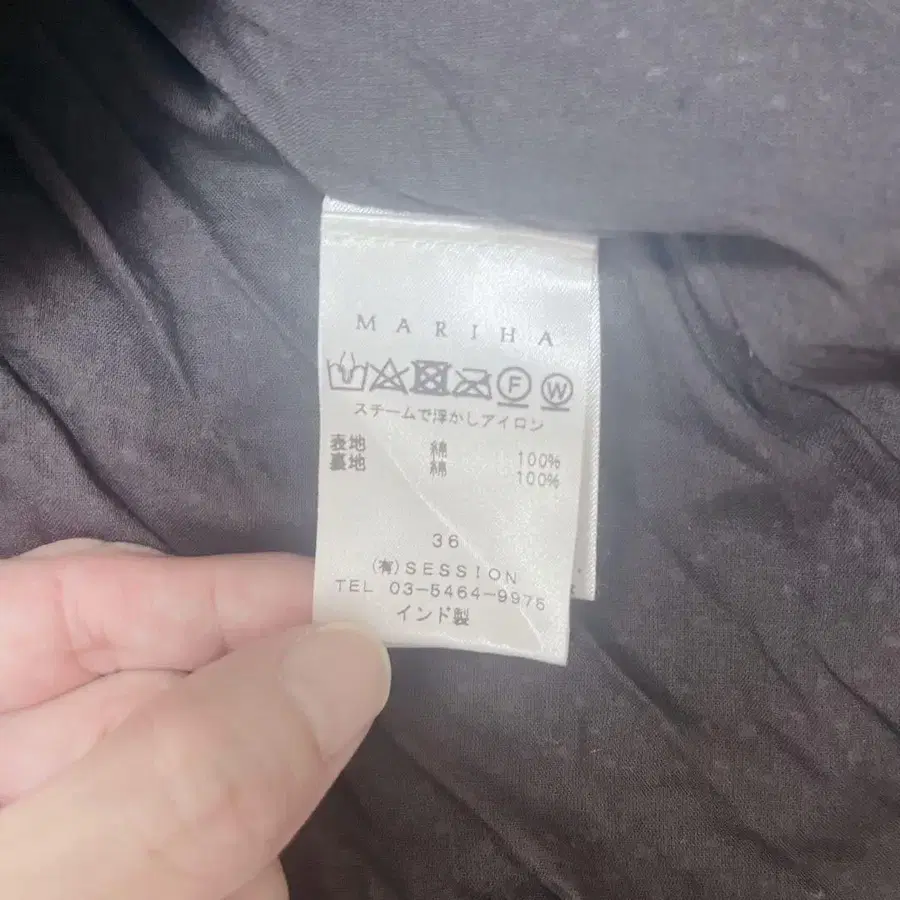 MARIHA
F W
スチームで浮かしアイロン
表地 綿 100%
裏地 綿 100%
36
(有)SESSION
TEL 03-5464-9975
インド製